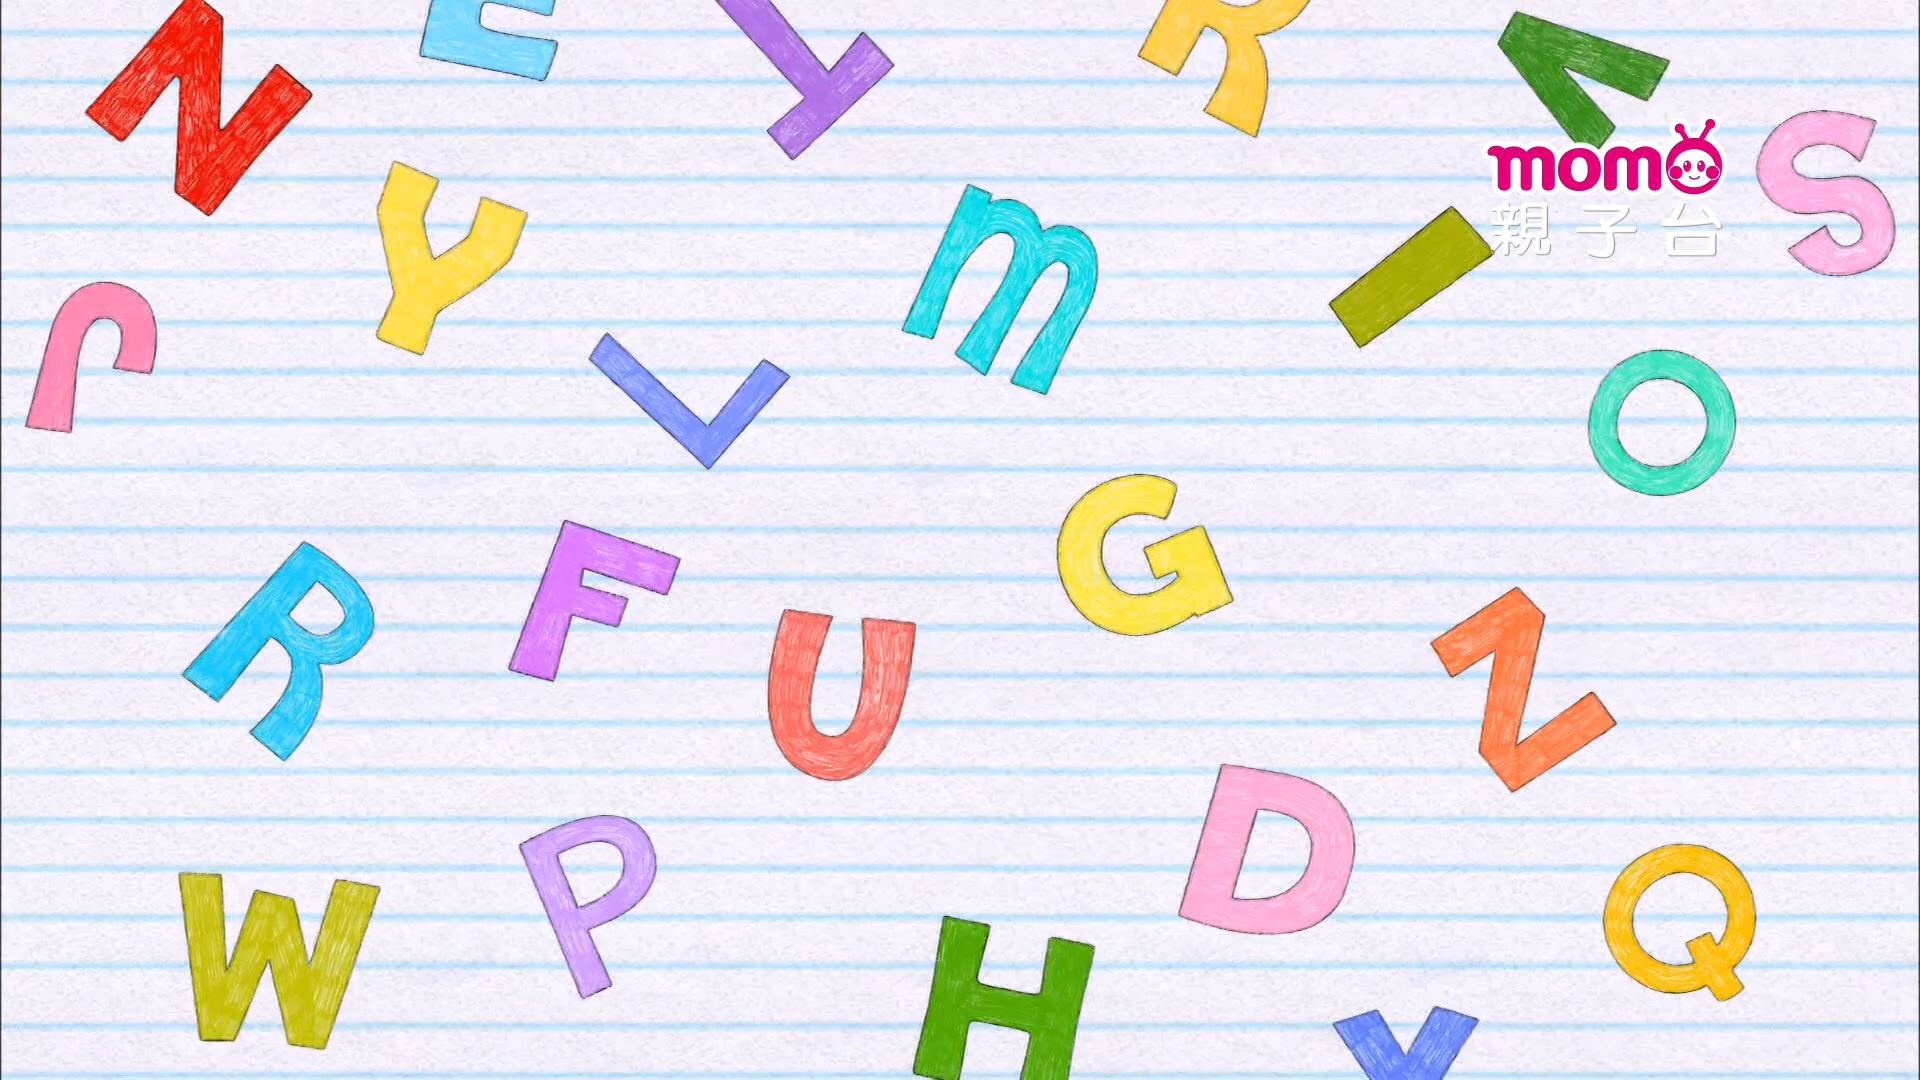 N E T R V
momo
親子台
S
J Y m I
L O
G
R F U N
D
W P H Q
Y